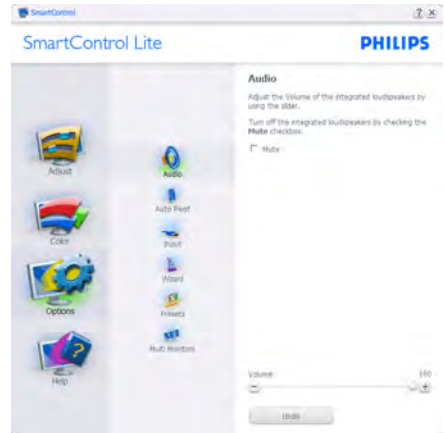 SmartControl
SmartControl Lite
PHILIPS
Adjust
Color
Options
Help
Audio
Auto Pivot
Input
Wizard
Presets
Multi Monitors
Audio
Adjust the Volume of the integrated loudspeakers by
using the slider.
Turn off the integrated loudspeakers by checking the
Mute checkbox.
Mute
Volume
100
Undo